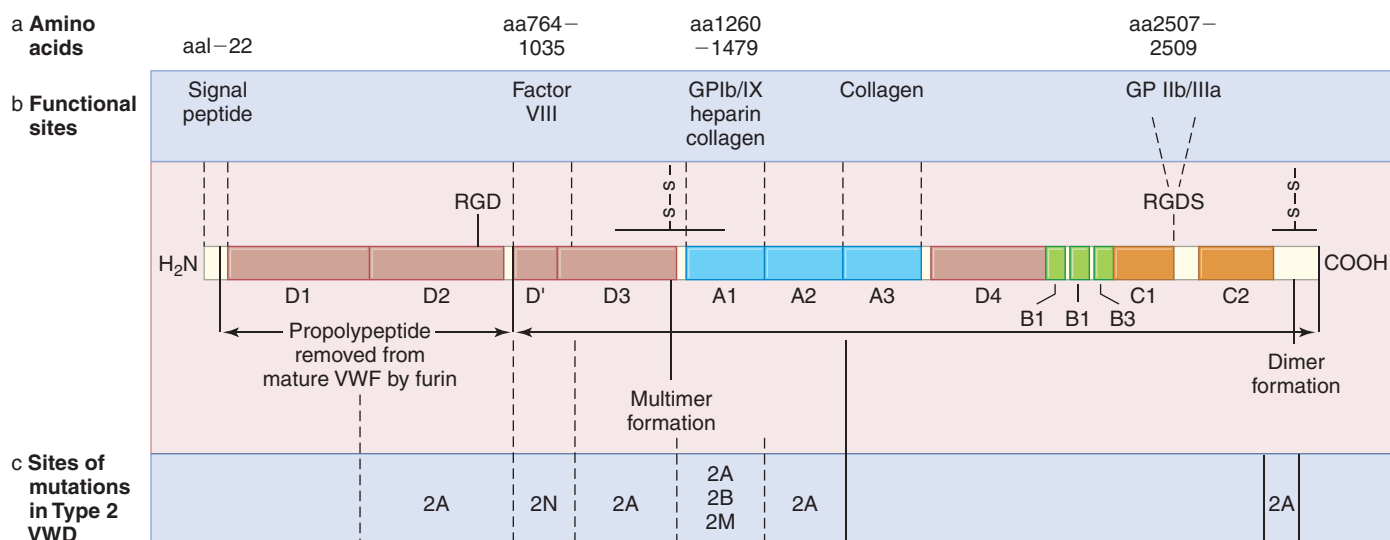 a Amino acids
aal–22
aa764–
1035
aa1260
–1479
aa2507–
2509
b Functional sites
Signal
peptide
Factor
VIII
GPIb/IX
heparin
collagen
Collagen
GP IIb/IIIa
RGD
S–S–
RGDS
S–S–
H2N
COOH
D1
D2
D'
D3
A1
A2
A3
D4
B1
B1
B3
C1
C2
Propolypeptide
removed from
mature VWF by furin
Multimer
formation
Dimer
formation
c Sites of
mutations
in Type 2
VWD
2A
2N
2A
2A
2B
2M
2A
2A